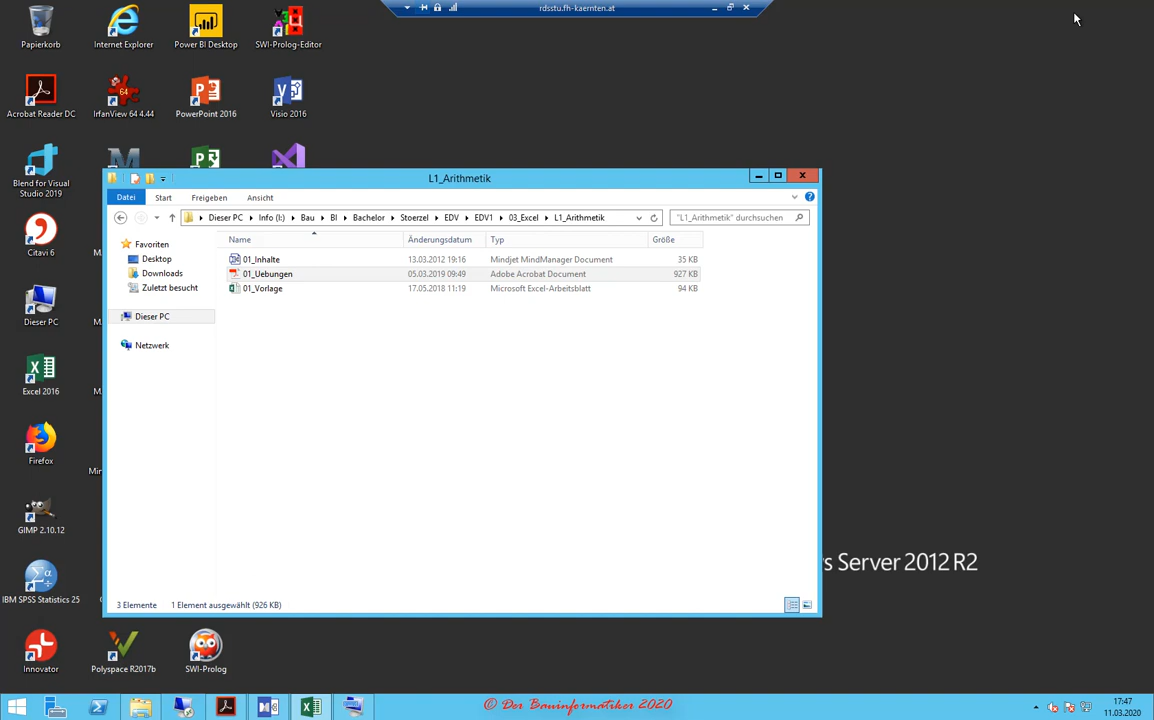 rdsstu.fh-kaernten.at
Papierkorb
Internet Explorer
Power BI Desktop
SWI-Prolog-Editor
Acrobat Reader DC
IrfanView 64 4.44
PowerPoint 2016
Visio 2016
64
Blend for Visual
Studio 2019
Citavi 6
Dieser PC
Excel 2016
Firefox
GIMP 2.10.12
IBM SPSS Statistics 25
Innovator
Polyspace R2017b
SWI-Prolog
L1_Arithmetik
Datei Start Freigeben Ansicht
Dieser PC Info (I:) Bau BI Bachelor Stoerzel EDV EDV1 03_Excel L1_Arithmetik
"L1_Arithmetik" durchsuchen
Name Änderungsdatum Typ Größe
01_Inhalte 13.03.2012 19:16 Mindjet MindManager Document 35 KB
01_Uebungen 05.03.2019 09:49 Adobe Acrobat Document 927 KB
01_Vorlage 17.05.2018 11:19 Microsoft Excel-Arbeitsblatt 94 KB
Favoriten
Desktop
Downloads
Zuletzt besucht
Dieser PC
Netzwerk
3 Elemente 1 Element ausgewählt (926 KB)
s Server 2012 R2
© Der Bauinformatiker 2020
17:47
11.03.2020